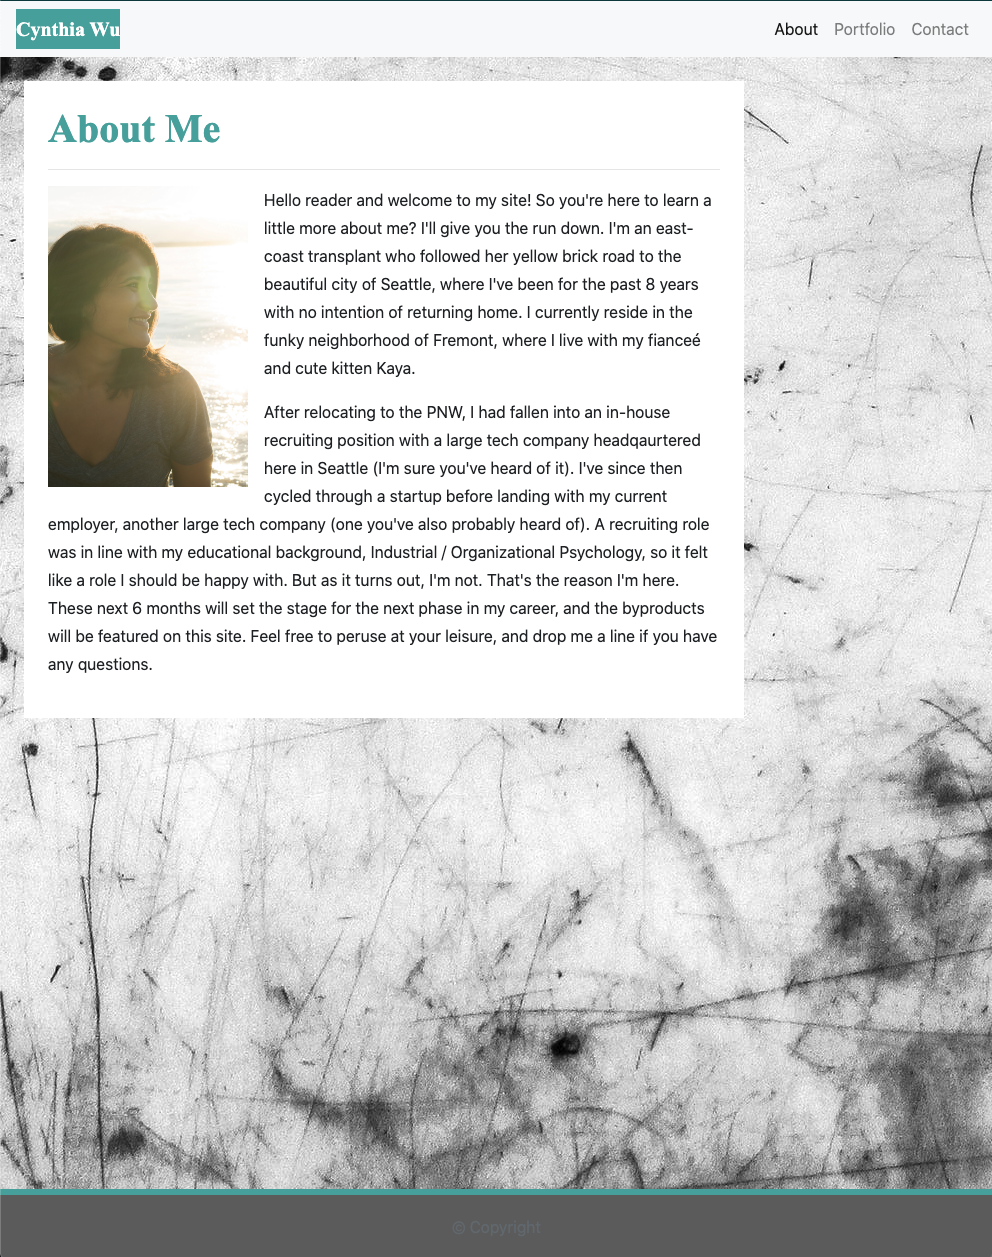 Cynthia Wu
About Portfolio Contact
About Me
Hello reader and welcome to my site! So you're here to learn a
little more about me? I'll give you the run down. I'm an east-
coast transplant who followed her yellow brick road to the
beautiful city of Seattle, where I've been for the past 8 years
with no intention of returning home. I currently reside in the
funky neighborhood of Fremont, where I live with my fianceé
and cute kitten Kaya.
After relocating to the PNW, I had fallen into an in-house
recruiting position with a large tech company headqaurtered
here in Seattle (I'm sure you've heard of it). I've since then
cycled through a startup before landing with my current
employer, another large tech company (one you've also probably heard of). A recruiting role
was in line with my educational background, Industrial / Organizational Psychology, so it felt
like a role I should be happy with. But as it turns out, I'm not. That's the reason I'm here.
These next 6 months will set the stage for the next phase in my career, and the byproducts
will be featured on this site. Feel free to peruse at your leisure, and drop me a line if you have
any questions.
© Copyright